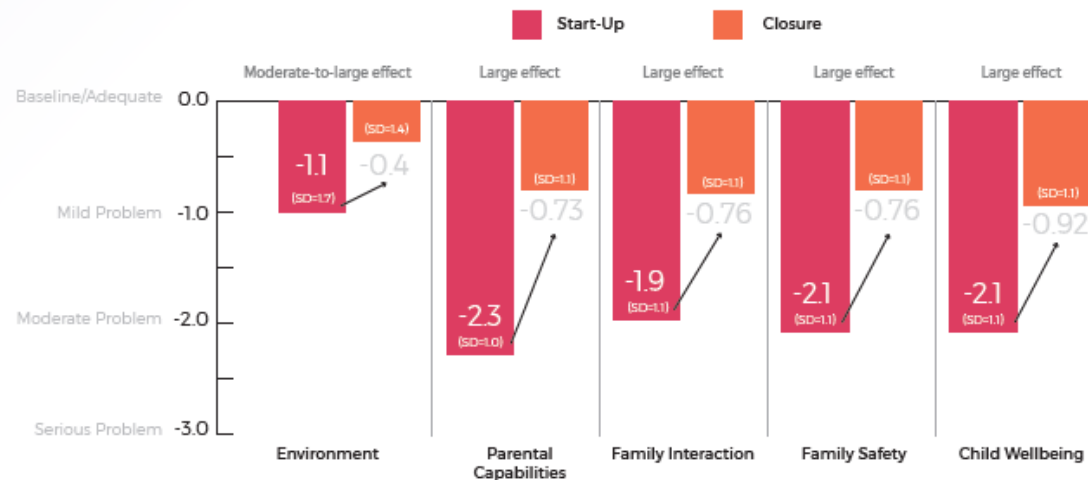 Start-Up
Closure
Moderate-to-large effect
Large effect
Large effect
Large effect
Large effect
Baseline/Adequate
0.0
Mild Problem
-1.0
Moderate Problem
-2.0
Serious Problem
-3.0
-1.1
(SD=1.7)
(SD=1.4)
-0.4
-2.3
(SD=1.0)
(SD=1.1)
-0.73
-1.9
(SD=1.1)
(SD=1.1)
-0.76
-2.1
(SD=1.1)
(SD=1.1)
-0.76
-2.1
(SD=1.1)
(SD=1.1)
-0.92
Environment
Parental
Capabilities
Family Interaction
Family Safety
Child Wellbeing